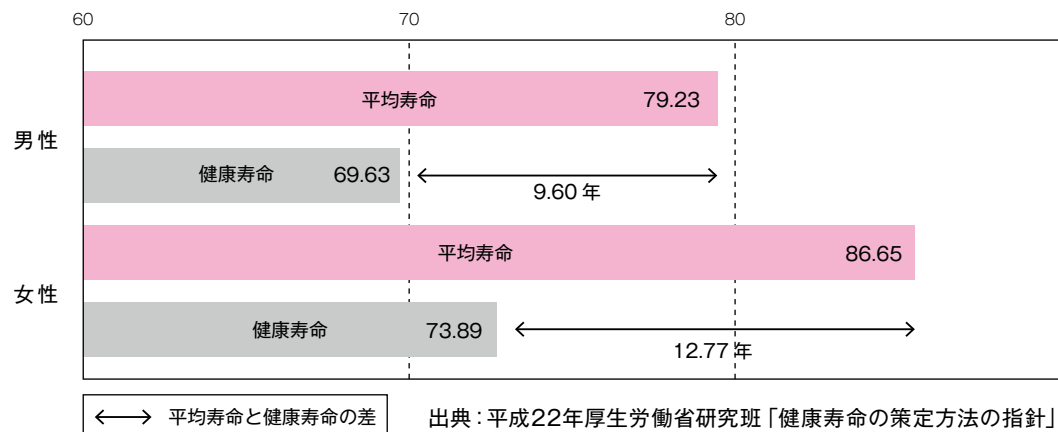 60 70 80
男性
平均寿命 79.23
健康寿命 69.63
9.60 年
女性
平均寿命 86.65
健康寿命 73.89
12.77 年
平均寿命と健康寿命の差
出典：平成22年厚生労働省研究班「健康寿命の策定方法の指針」